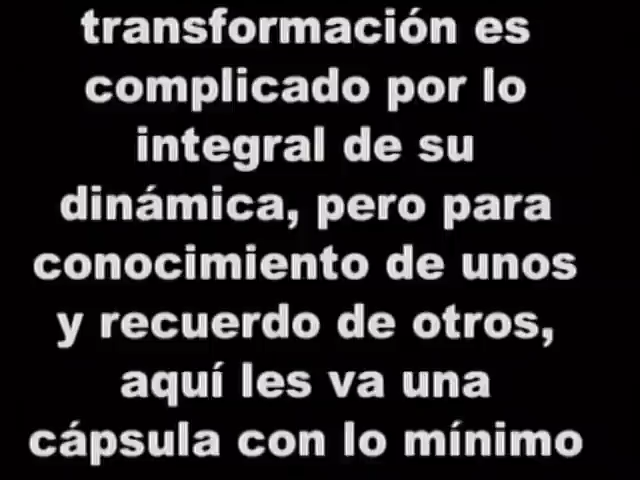 transformación es
complicado por lo
integral de su
dinámica, pero para
conocimiento de unos
y recuerdo de otros,
aquí les va una
cápsula con lo mínimo